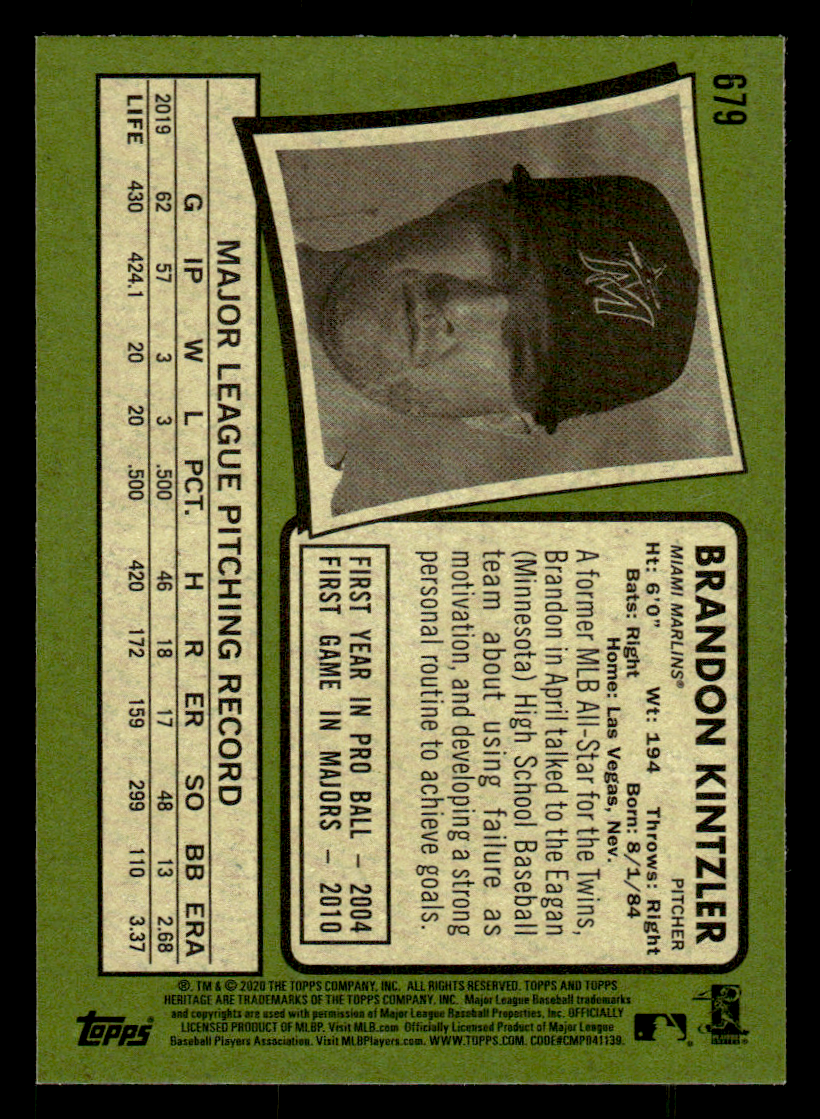 679
BRANDON KINTZLER
MIAMI MARLINS® PITCHER
Ht: 6'0" Wt: 194 Throws: Right
Bats: Right Born: 8/1/84
Home: Las Vegas, Nev.
A former MLB All-Star for the Twins,
Brandon in April talked to the Eagan
(Minnesota) High School Baseball
team about using failure as
motivation, and developing a strong
personal routine to achieve goals.
FIRST YEAR IN PRO BALL – 2004
FIRST GAME IN MAJORS – 2010
MAJOR LEAGUE PITCHING RECORD
G IP W L PCT. H R ER SO BB ERA
2019 62 57 3 3 .500 46 18 17 48 13 2.68
LIFE 430 424.1 20 20 .500 420 172 159 299 110 3.37
®, TM & © 2020 THE TOPPS COMPANY, INC. ALL RIGHTS RESERVED. TOPPS AND TOPPS
HERITAGE ARE TRADEMARKS OF THE TOPPS COMPANY, INC. Major League Baseball trademarks
and copyrights are used with permission of Major League Baseball Properties, Inc. OFFICIALLY
LICENSED PRODUCT OF MLBP. Visit MLB.com Officially Licensed Product of Major League
Baseball Players Association. Visit MLBPlayers.com. WWW.TOPPS.COM. CODE#CMP041139.
Topps®